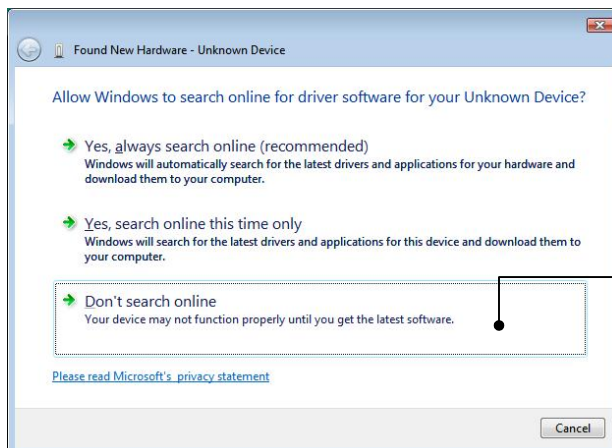 Found New Hardware - Unknown Device
Allow Windows to search online for driver software for your Unknown Device?
Yes, always search online (recommended)
Windows will automatically search for the latest drivers and applications for your hardware and
download them to your computer.
Yes, search online this time only
Windows will search for the latest drivers and applications for this device and download them to
your computer.
Don't search online
Your device may not function properly until you get the latest software.
Please read Microsoft's privacy statement
Cancel